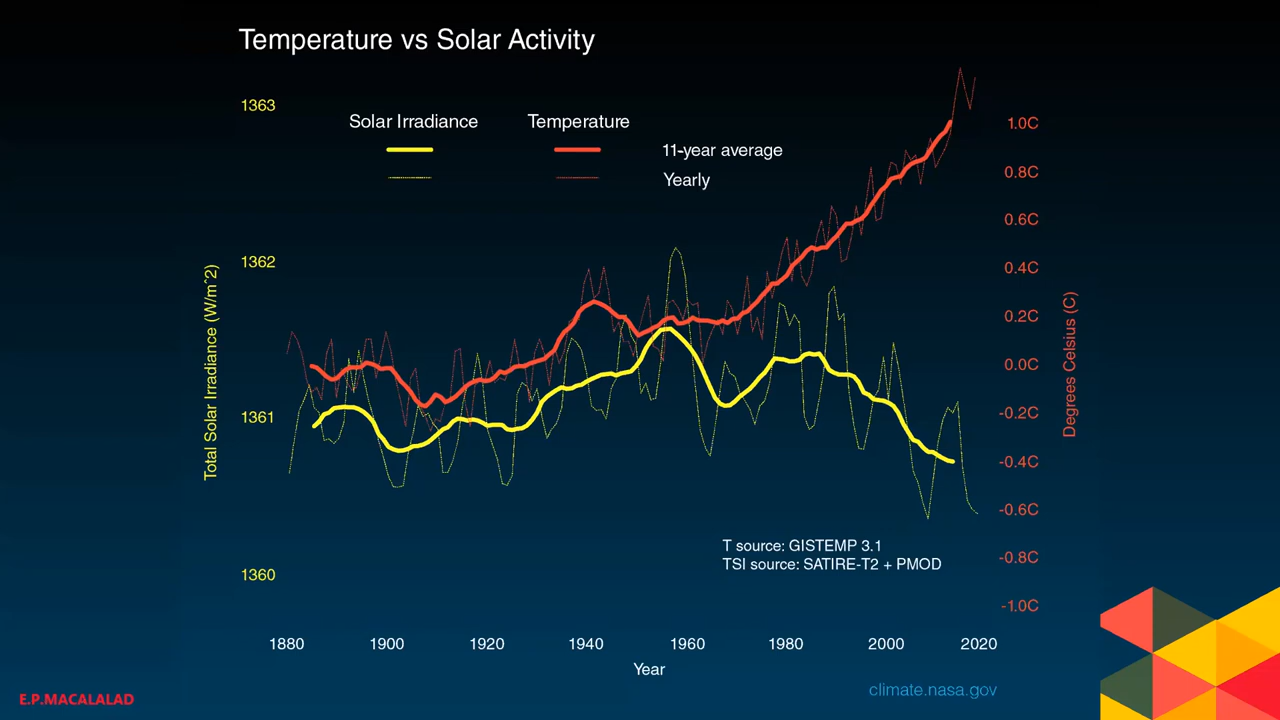 Temperature vs Solar Activity
1363
Solar Irradiance
Temperature
11-year average
Yearly
1362
1361
1360
Total Solar Irradiance (W/m^2)
1.0C
0.8C
0.6C
0.4C
0.2C
0.0C
-0.2C
-0.4C
-0.6C
-0.8C
-1.0C
Degrees Celsius (C)
T source: GISTEMP 3.1
TSI source: SATIRE-T2 + PMOD
1880 1900 1920 1940 1960 1980 2000 2020
Year
climate.nasa.gov
E.P.MACALALAD